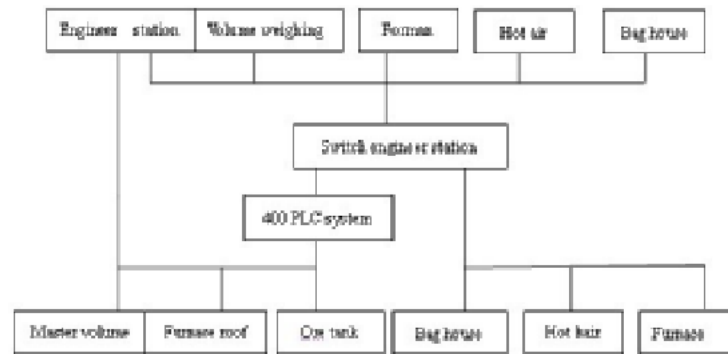 Engineer station
Volume weighing
Forman
Hot air
Bag house
Switch engineer station
400 PLC system
Master volume
Furnace roof
Ore tank
Bag house
Hot hair
Furnace